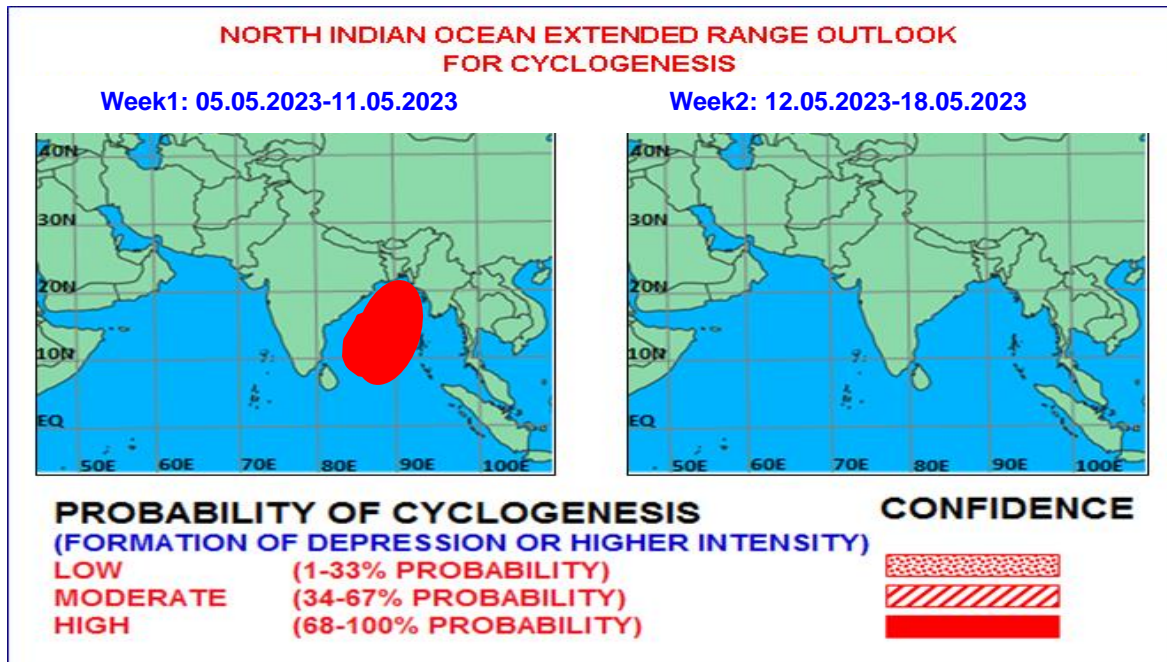 NORTH INDIAN OCEAN EXTENDED RANGE OUTLOOK
FOR CYCLOGENESIS
Week1: 05.05.2023-11.05.2023
Week2: 12.05.2023-18.05.2023
40N
30N
20N
10N
EQ
50E 60E 70E 80E 90E 100E
40N
30N
20N
10N
EQ
50E 60E 70E 80E 90E 100E
PROBABILITY OF CYCLOGENESIS
CONFIDENCE
(FORMATION OF DEPRESSION OR HIGHER INTENSITY)
LOW (1-33% PROBABILITY)
MODERATE (34-67% PROBABILITY)
HIGH (68-100% PROBABILITY)